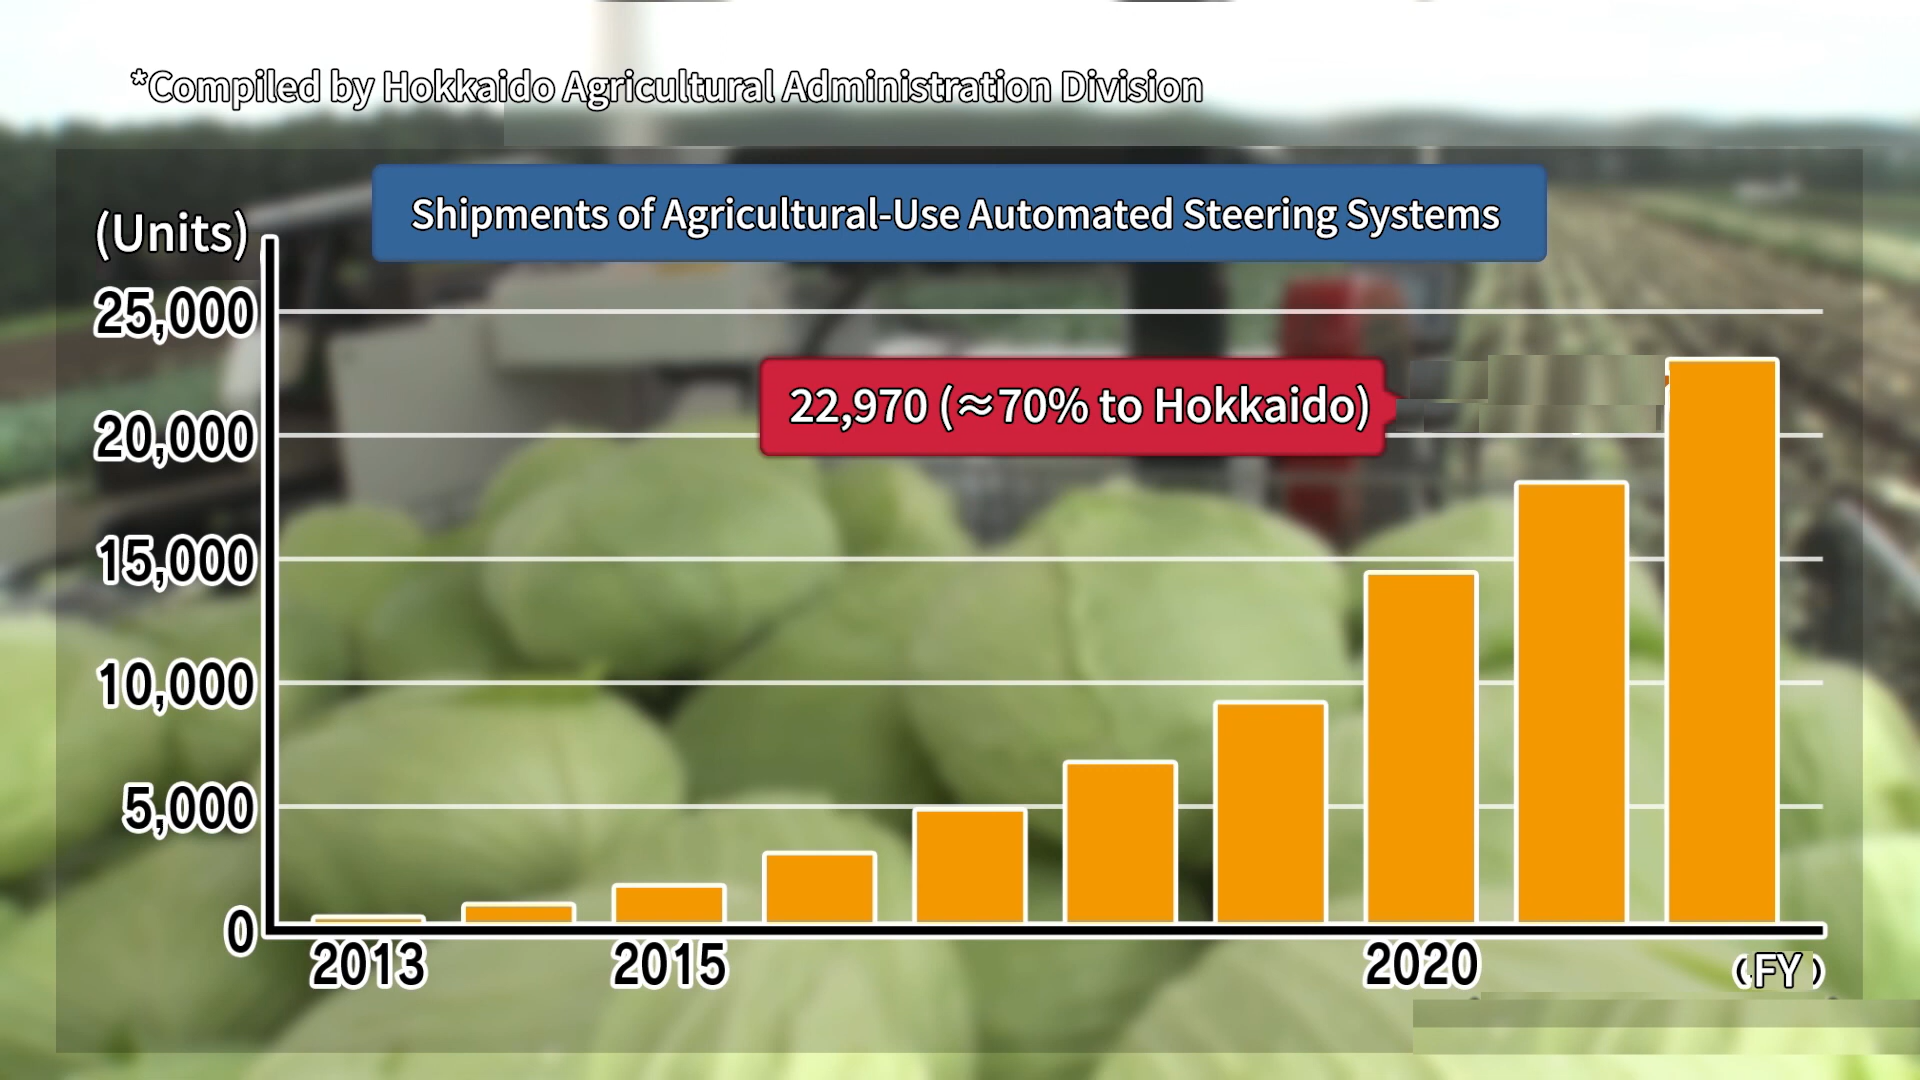 *Compiled by Hokkaido Agricultural Administration Division
Shipments of Agricultural-Use Automated Steering Systems
(Units)
25,000
22,970 (≈70% to Hokkaido)
20,000
15,000
10,000
5,000
0
2013 2015 2020 (FY)